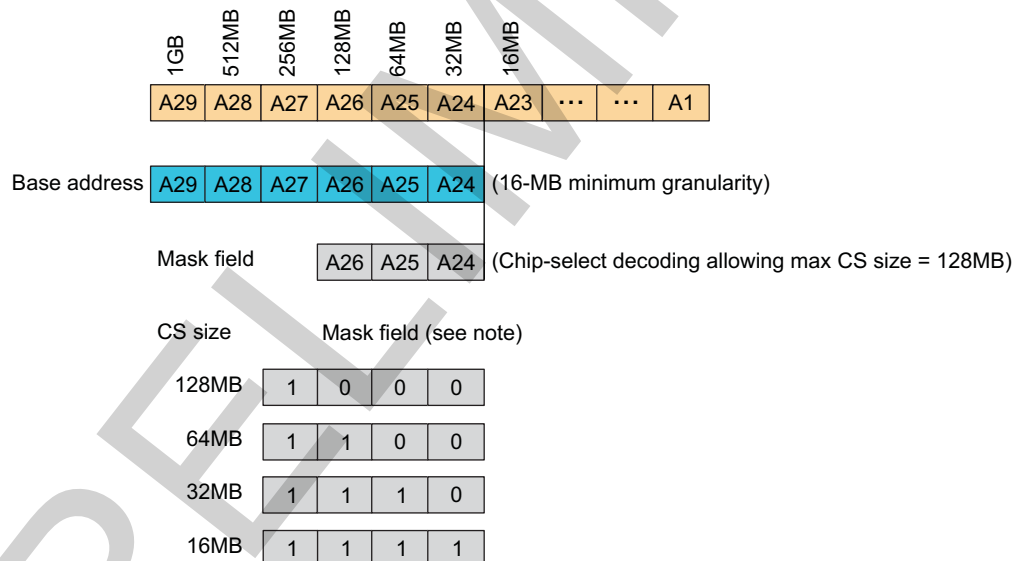 1GB 512MB 256MB 128MB 64MB 32MB 16MB
A29 A28 A27 A26 A25 A24 A23 ... ... A1
Base address A29 A28 A27 A26 A25 A24 (16-MB minimum granularity)
Mask field A26 A25 A24 (Chip-select decoding allowing max CS size = 128MB)
CS size Mask field (see note)
128MB 1 0 0 0
64MB 1 1 0 0
32MB 1 1 1 0
16MB 1 1 1 1